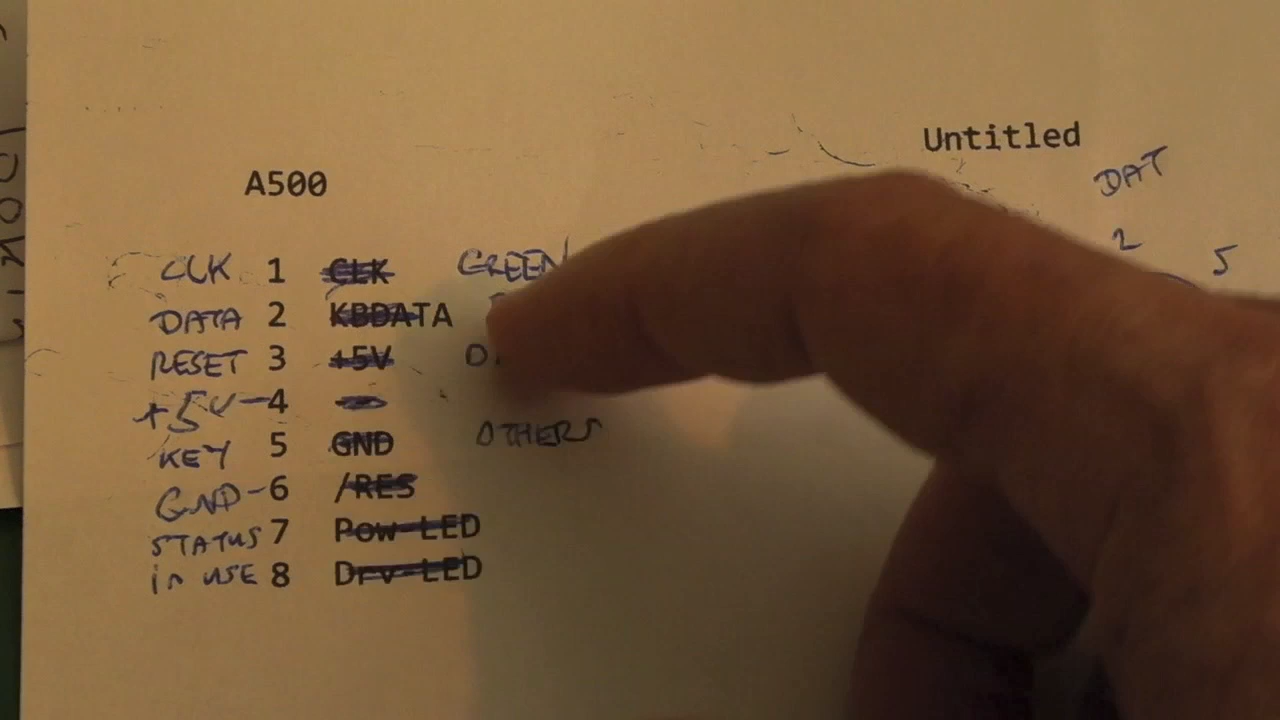 Untitled
A500
DAT
2
5
CLK 1 CLK GREEN
DATA 2 KBDATA
RESET 3 +5V
+5V-4 -
KEY 5 GND OTHERS
GND-6 /RES
STATUS 7 Pow LED
in USE 8 Drv LED